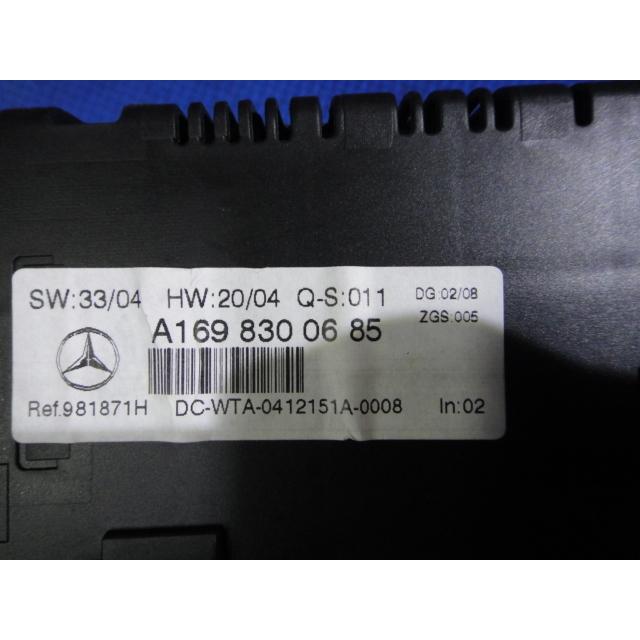 SW:33/04 HW:20/04 Q-S:011 DG:02/08
ZGS:005
A169 830 06 85
Ref.981871H DC-WTA-0412151A-0008 In:02